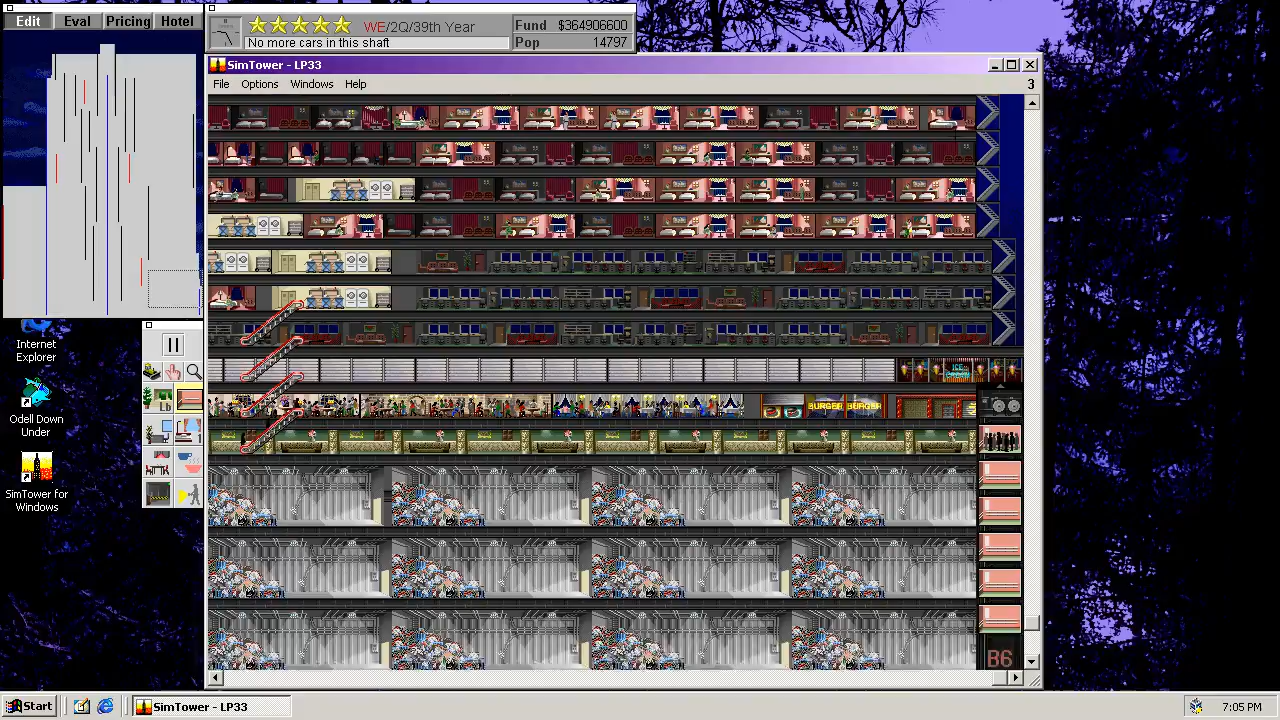 Edit Eval Pricing Hotel
WE/2Q/39th Year
No more cars in this shaft
Fund $364906600
Pop 14797
SimTower - LP33
File Options Windows Help 3
BURGER BURGER
B6
Lb
1
Internet
Explorer
Odell Down
Under
SimTower for
Windows
Start
SimTower - LP33
7:05 PM